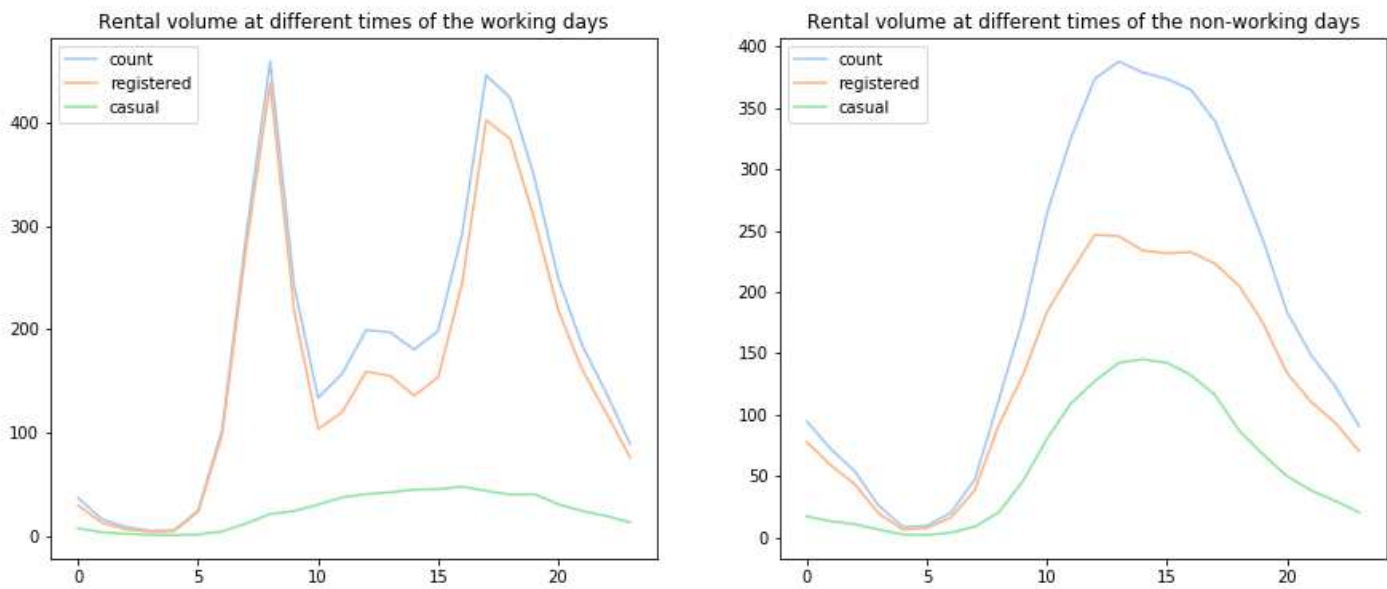 Rental volume at different times of the working days
count
registered
casual
400
300
200
100
0
0 5 10 15 20
Rental volume at different times of the non-working days
count
registered
casual
400
350
300
250
200
150
100
50
0
0 5 10 15 20